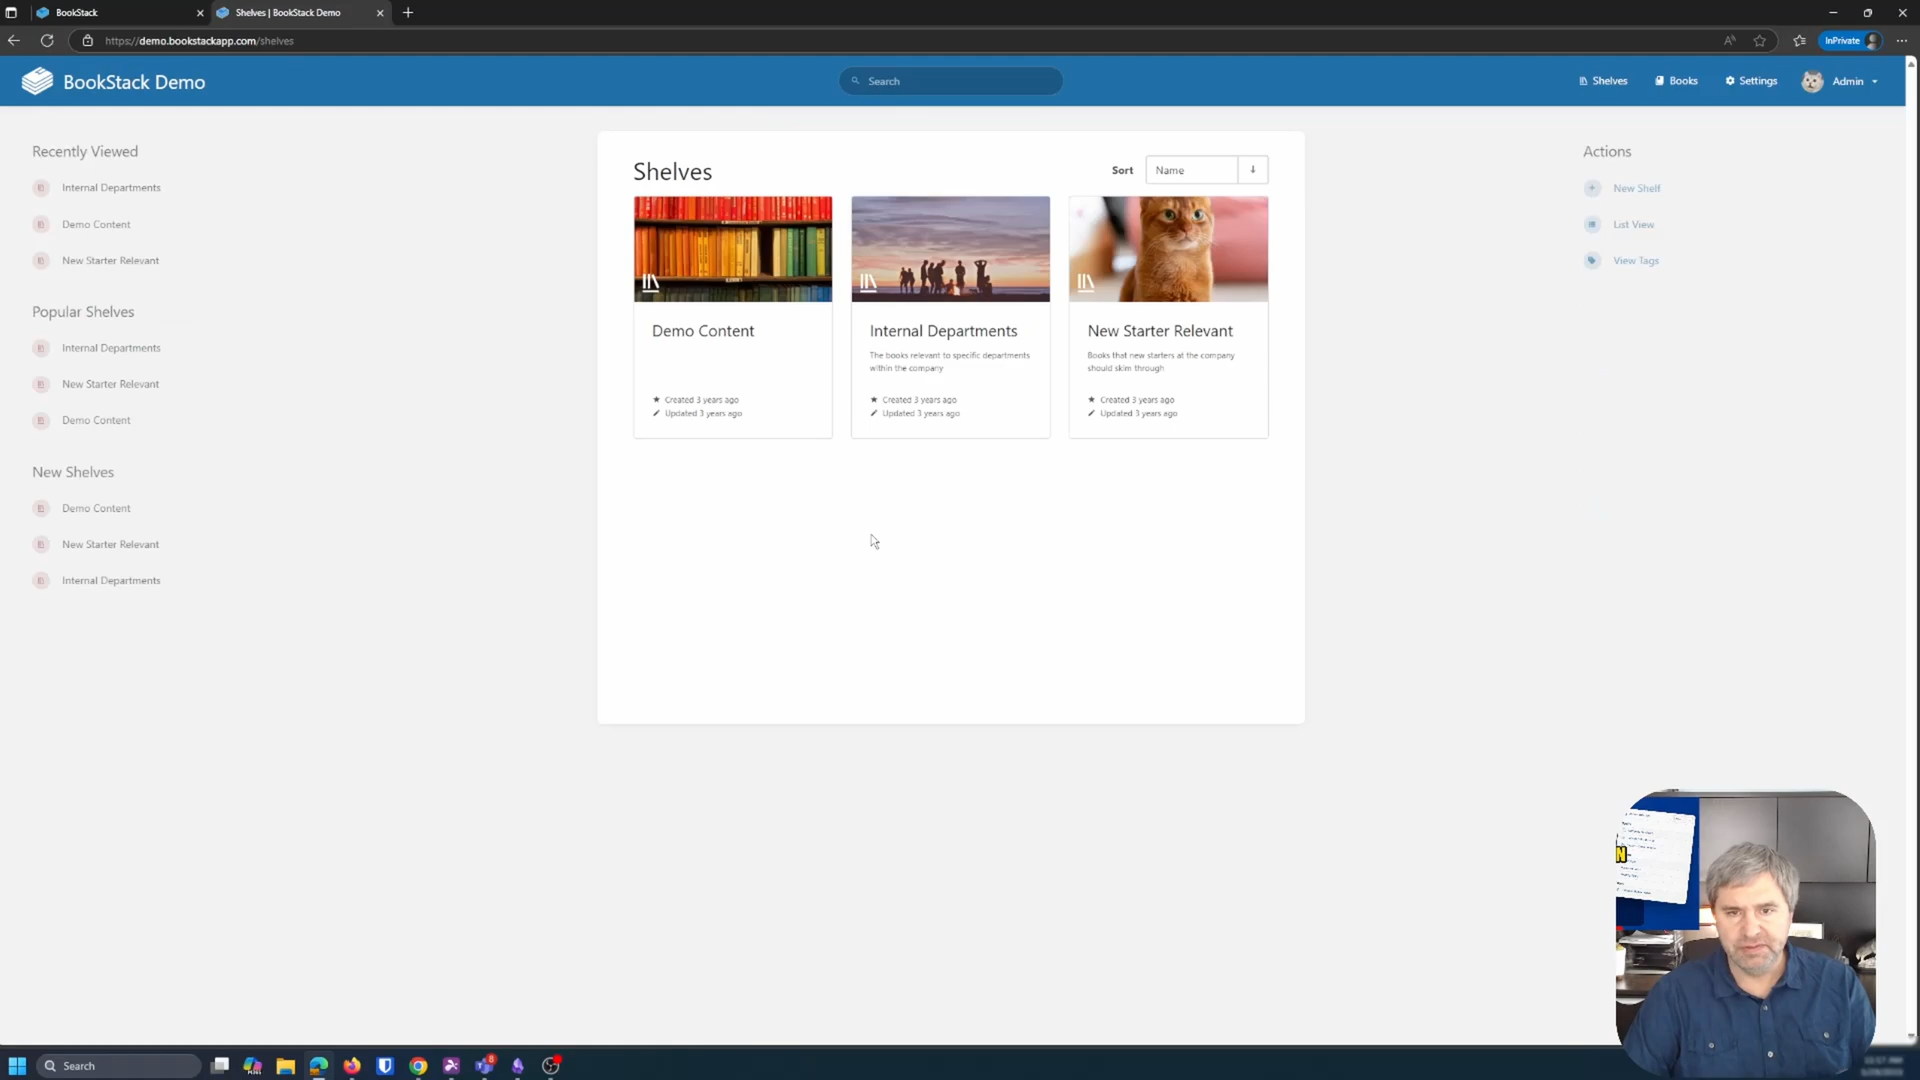 BookStack
Shelves | BookStack Demo
https://demo.bookstackapp.com/shelves
InPrivate
BookStack Demo
Search
Shelves
Books
Settings
Admin
Recently Viewed
Internal Departments
Demo Content
New Starter Relevant
Popular Shelves
Internal Departments
New Starter Relevant
Demo Content
New Shelves
Demo Content
New Starter Relevant
Internal Departments
Shelves
Sort
Name
Demo Content
Created 3 years ago
Updated 3 years ago
Internal Departments
The books relevant to specific departments
within the company
Created 3 years ago
Updated 3 years ago
New Starter Relevant
Books that new starters at the company
should skim through
Created 3 years ago
Updated 3 years ago
Actions
New Shelf
List View
View Tags
Search
8